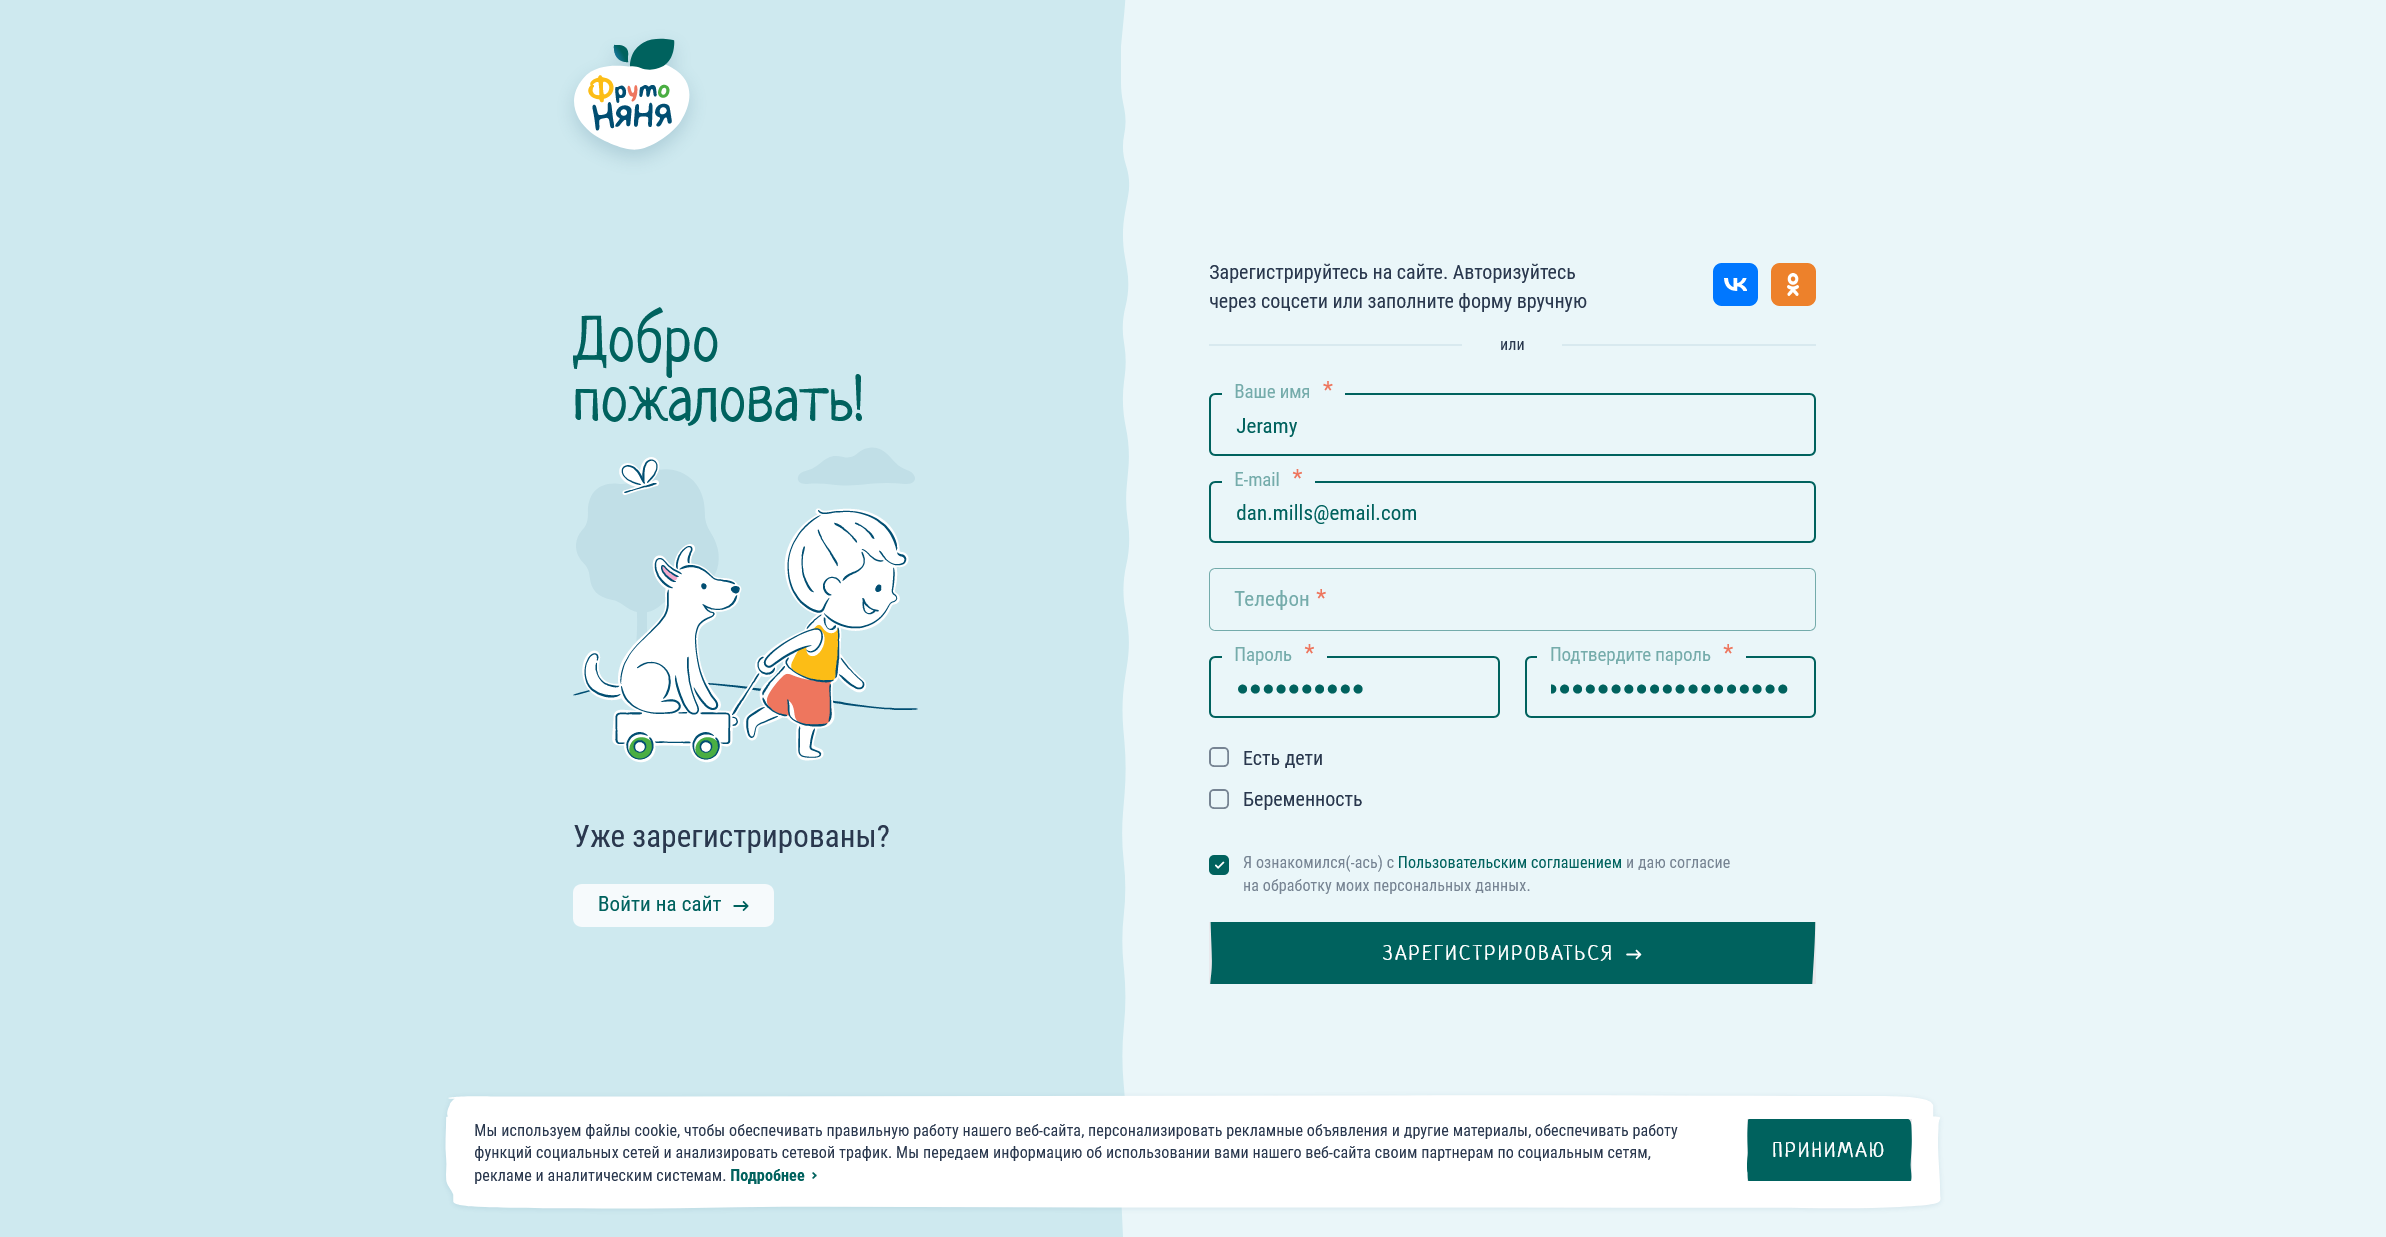 Фруто
НЯНЯ
Добро
пожаловать!
Уже зарегистрированы?
Войти на сайт →
Зарегистрируйтесь на сайте. Авторизуйтесь
через соцсети или заполните форму вручную
или
Ваше имя *
Jeramy
E-mail *
dan.mills@email.com
Телефон *
Пароль *
Подтвердите пароль *
Есть дети
Беременность
Я ознакомился(-ась) с Пользовательским соглашением и даю согласие
на обработку моих персональных данных.
ЗАРЕГИСТРИРОВАТЬСЯ →
Мы используем файлы cookie, чтобы обеспечивать правильную работу нашего веб-сайта, персонализировать рекламные объявления и другие материалы, обеспечивать работу
функций социальных сетей и анализировать сетевой трафик. Мы передаем информацию об использовании вами нашего веб-сайта своим партнерам по социальным сетям,
рекламе и аналитическим системам. Подробнее ›
ПРИНИМАЮ